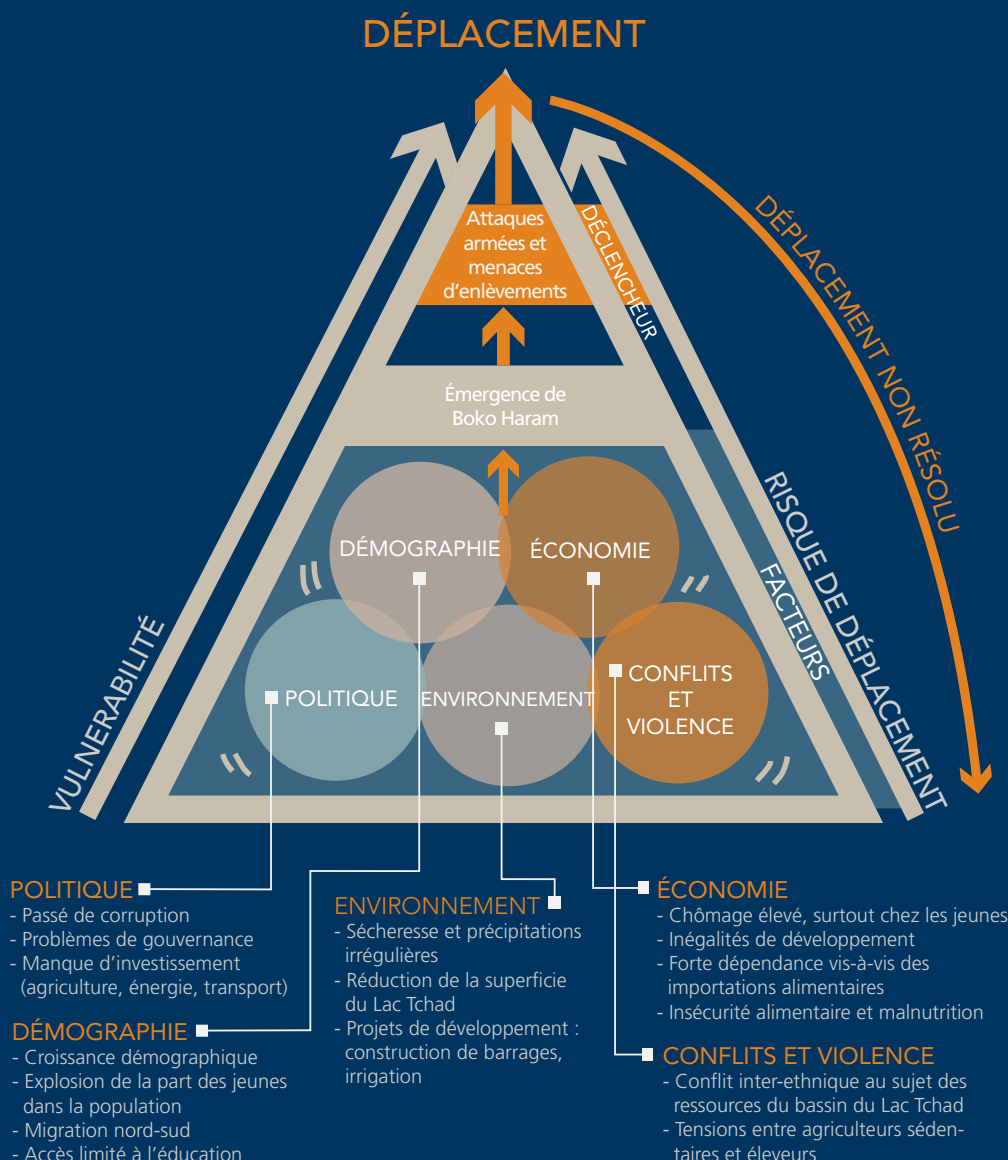 DÉPLACEMENT
Attaques
armées et
menaces
d'enlèvements
DÉCLENCHEUR
DÉPLACEMENT NON RÉSOLU
Émergence de
Boko Haram
RISQUE DE DÉPLACEMENT
FACTEURS
VULNERABILITÉ
DÉMOGRAPHIE
ÉCONOMIE
POLITIQUE
ENVIRONNEMENT
CONFLITS
ET
VIOLENCE
POLITIQUE
- Passé de corruption
- Problèmes de gouvernance
- Manque d'investissement
(agriculture, énergie, transport)
DÉMOGRAPHIE
- Croissance démographique
- Explosion de la part des jeunes
dans la population
- Migration nord-sud
- Accès limité à l'éducation
ENVIRONNEMENT
- Sécheresse et précipitations
irrégulières
- Réduction de la superficie
du Lac Tchad
- Projets de développement :
construction de barrages,
irrigation
ÉCONOMIE
- Chômage élevé, surtout chez les jeunes
- Inégalités de développement
- Forte dépendance vis-à-vis des
importations alimentaires
- Insécurité alimentaire et malnutrition
CONFLITS ET VIOLENCE
- Conflit inter-ethnique au sujet des
ressources du bassin du Lac Tchad
- Tensions entre agriculteurs séden-
taires et éleveurs